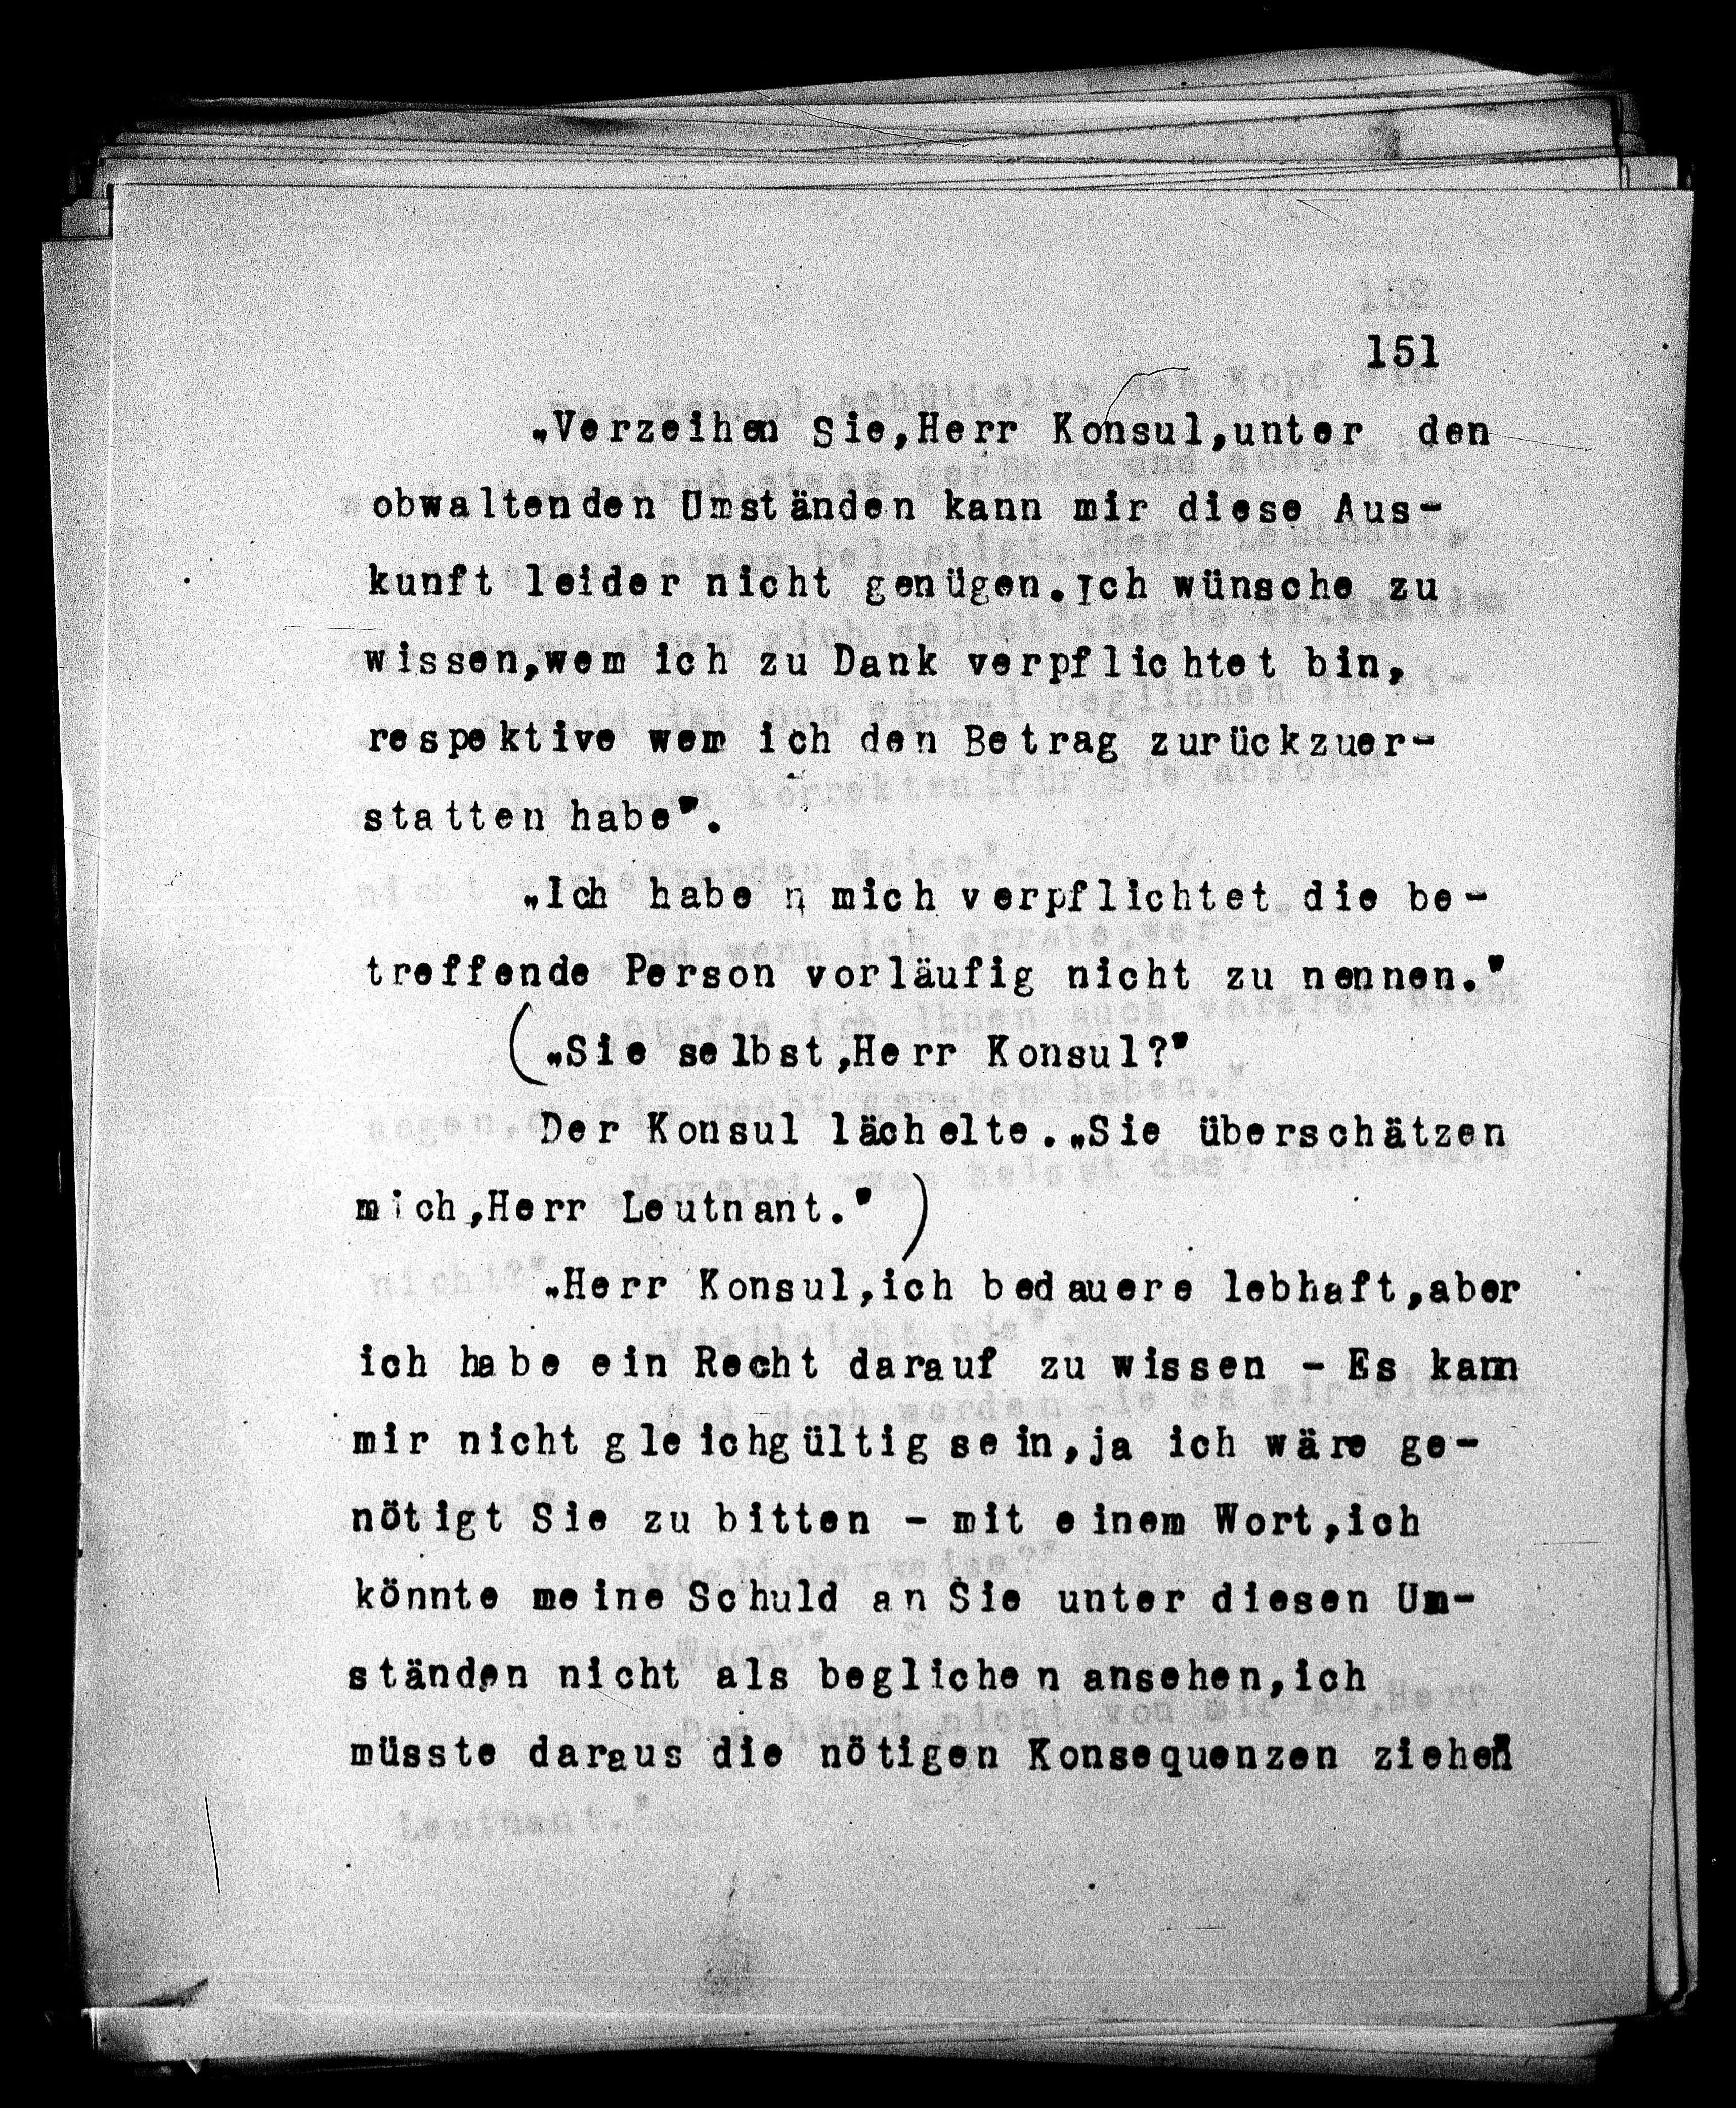 151
„Verzeihen Sie,Herr Konsul,unter den
obwaltenden Umständen kann mir diese Aus-
kunft leider nicht genügen.Ich wünsche zu
wissen,wem ich zu Dank verpflichtet bin,
respektive wem ich den Betrag zurückzuer-
statten habe".
„Ich habe n mich verpflichtet die be-
treffende Person vorläufig nicht zu nennen."
(„Sie selbst,Herr Konsul?"
Der Konsul lächelte.„Sie überschätzen
mich,Herr Leutnant.")
„Herr Konsul,ich bedauere lebhaft,aber
ich habe ein Recht darauf zu wissen - Es kann
mir nicht gleichgültig sein,ja ich wäre ge-
nötigt Sie zu bitten - mit einem Wort,ich
könnte meine Schuld an Sie unter diesen Um-
ständen nicht als beglichen ansehen,ich
müsste daraus die nötigen Konsequenzen ziehen